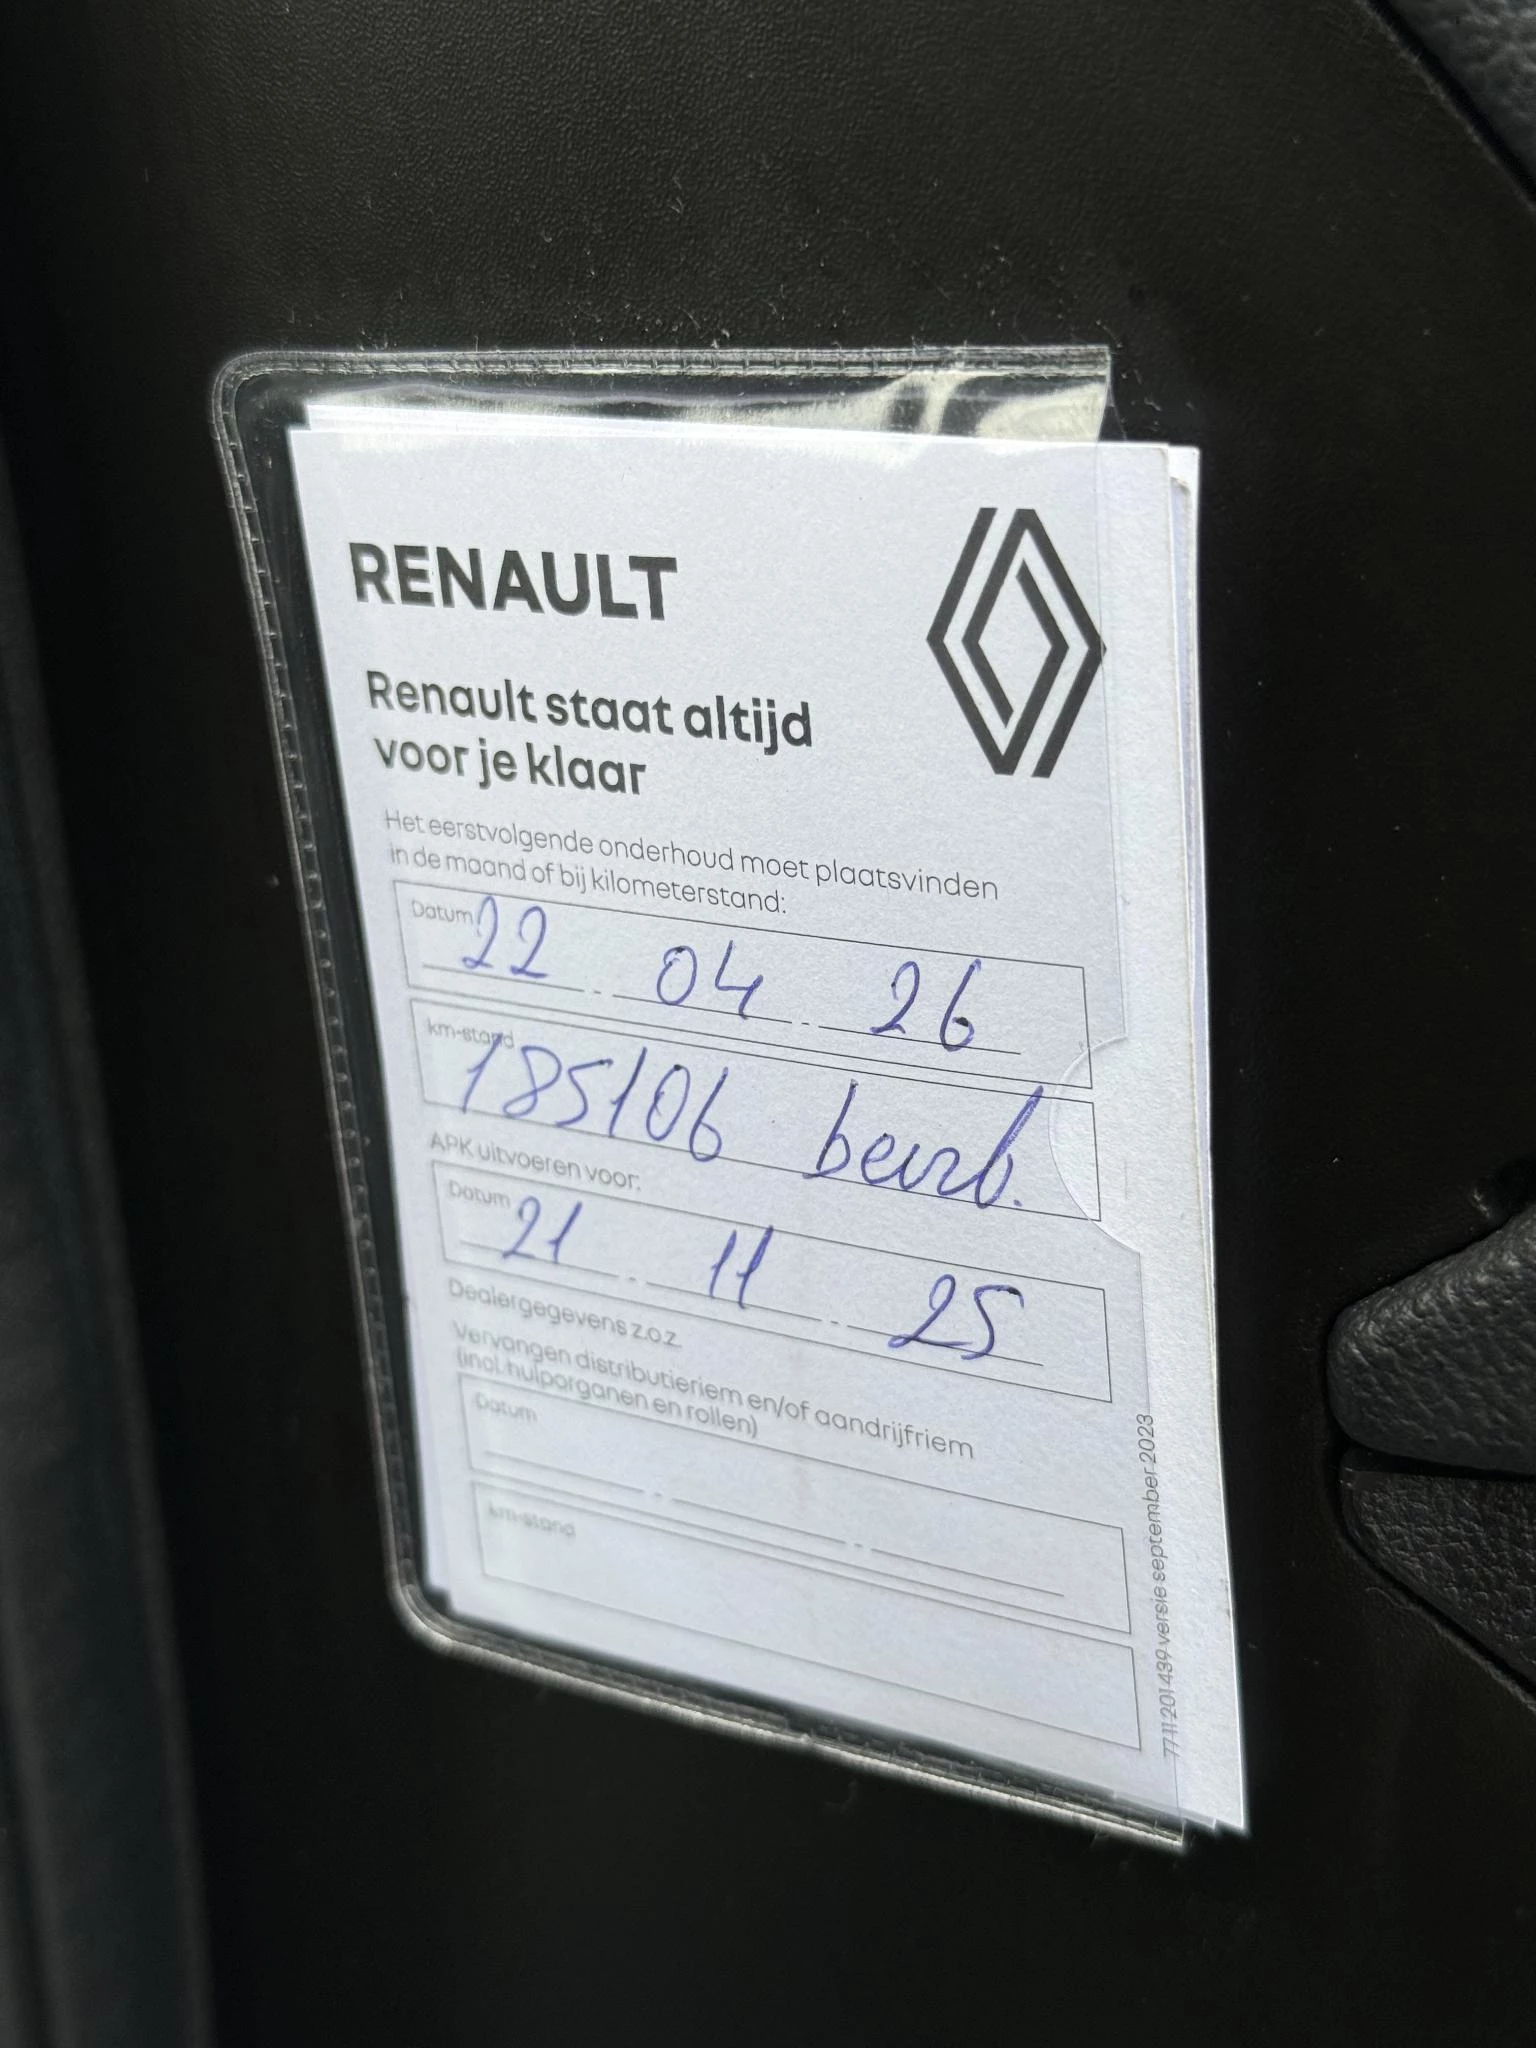 RENAULT
Renault staat altijd
voor je klaar
Het eerstvolgende onderhoud moet plaatsvinden
in de maand of bij kilometerstand:
Datum 22 . 04 . 26
km-stand 185106 beurb.
APK uitvoeren voor:
Datum 21 . 11 . 25
Dealergegevens z.o.z.
Vervangen distributieriem en/of aandrijfriem
(incl. hulporganen en rollen)
Datum
km-stand
77 11 201 439 versie september 2023